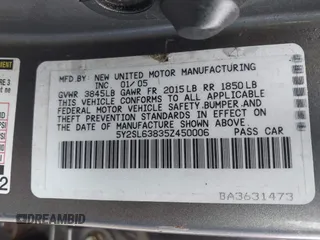 MFD BY NEW UNITED MOTOR MANUFACTURING
INC. 01/05
GVWR 3845LB GAWR FR 2015LB RR 1850LB
THIS VEHICLE CONFORMS TO ALL APPLICABLE
FEDERAL MOTOR VEHICLE SAFETY,BUMPER,AND
THEFT PREVENTION STANDARDS IN EFFECT ON
THE DATE OF MANUFACTURE SHOWN ABOVE.
5Y2SL63835Z450006 PASS CAR
BA3631473
DREAMBID